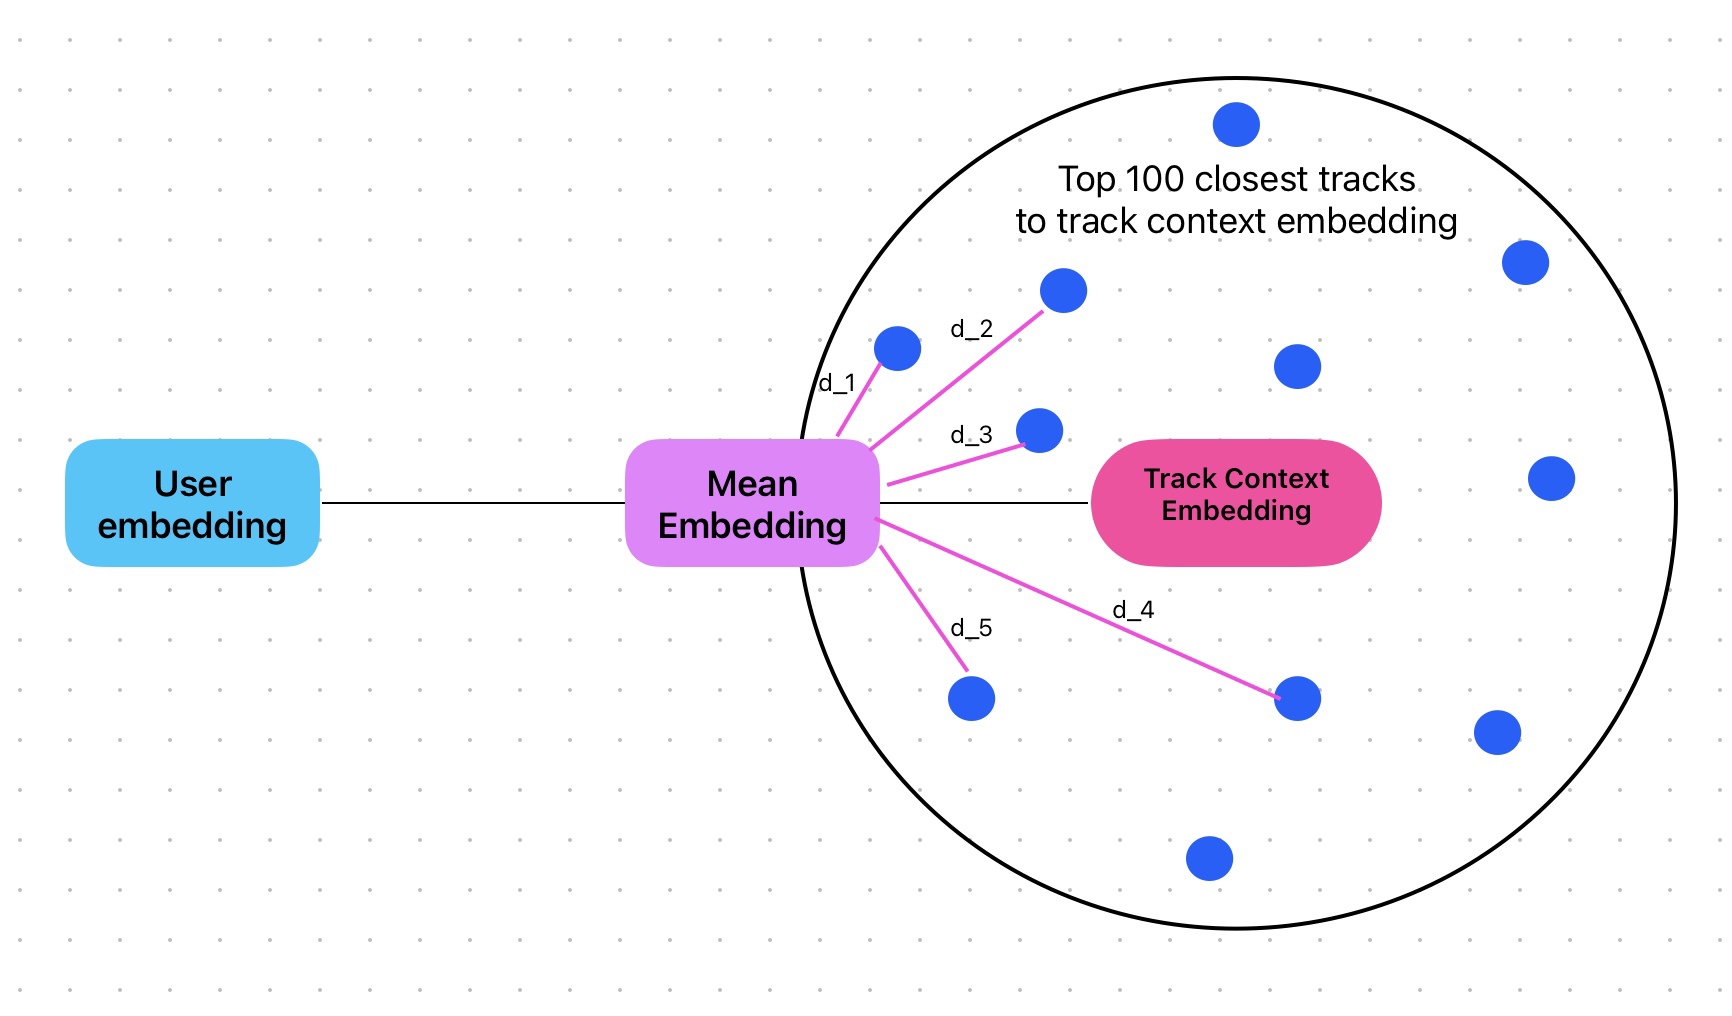 Top 100 closest tracks
to track context embedding
d_2
d_1
d_3
User
embedding
Mean
Embedding
Track Context
Embedding
d_4
d_5